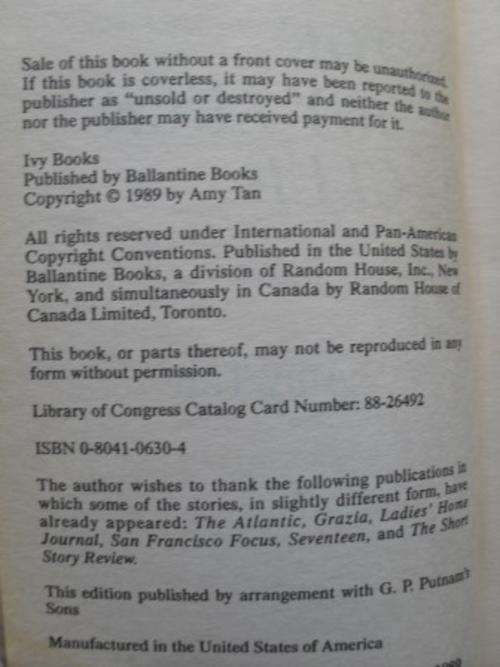 Sale of this book without a front cover may be unauthorized.
If this book is coverless, it may have been reported to the
publisher as “unsold or destroyed” and neither the author
nor the publisher may have received payment for it.
Ivy Books
Published by Ballantine Books
Copyright © 1989 by Amy Tan
All rights reserved under International and Pan-American
Copyright Conventions. Published in the United States by
Ballantine Books, a division of Random House, Inc., New
York, and simultaneously in Canada by Random House of
Canada Limited, Toronto.
This book, or parts thereof, may not be reproduced in any
form without permission.
Library of Congress Catalog Card Number: 88-26492
ISBN 0-8041-0630-4
The author wishes to thank the following publications in
which some of the stories, in slightly different form, have
already appeared: The Atlantic, Grazia, Ladies' Home
Journal, San Francisco Focus, Seventeen, and The Short
Story Review.
This edition published by arrangement with G. P. Putnam's
Sons
Manufactured in the United States of America